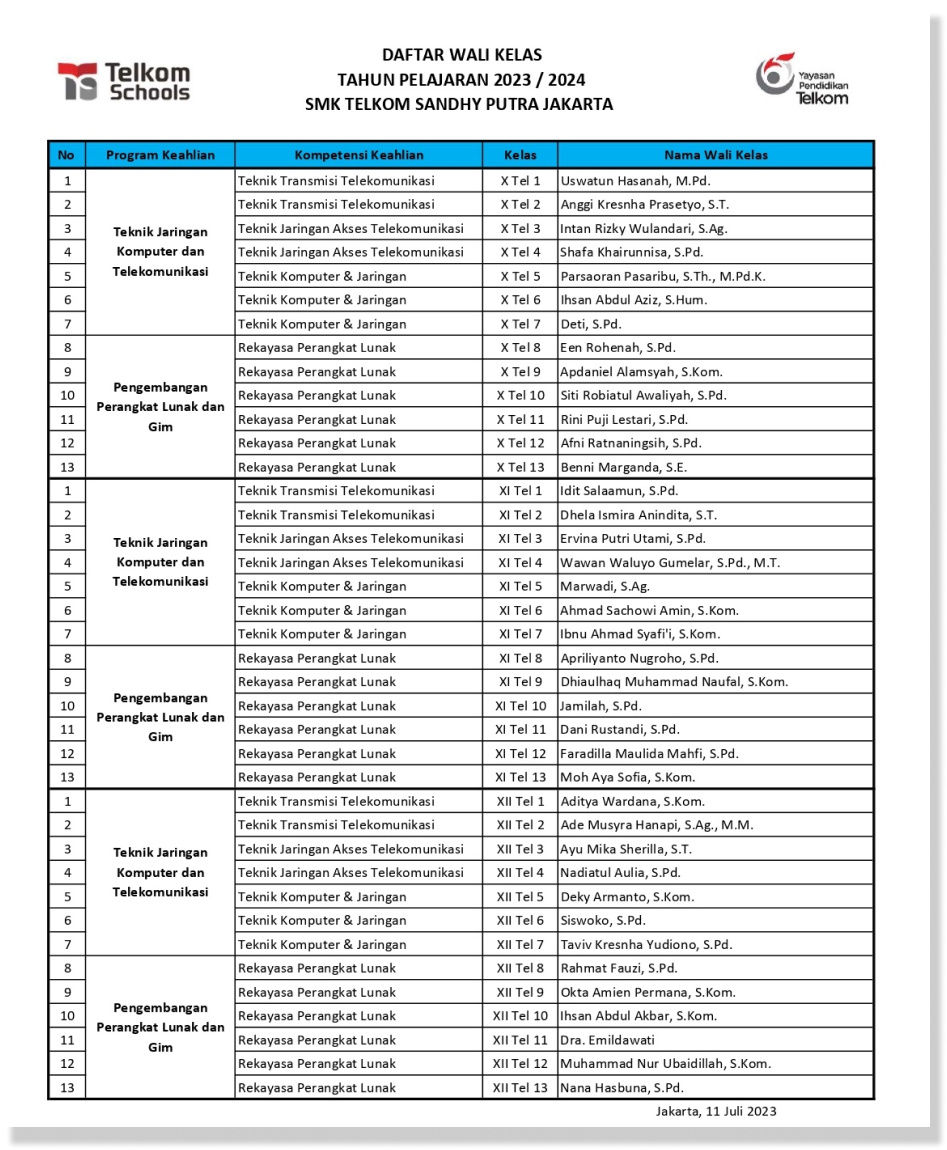 Telkom
Schools
DAFTAR WALI KELAS
TAHUN PELAJARAN 2023 / 2024
SMK TELKOM SANDHY PUTRA JAKARTA
Yayasan
Pendidikan
Telkom
No Program Keahlian Kompetensi Keahlian Kelas Nama Wali Kelas
Teknik Jaringan
Komputer dan
Telekomunikasi
1 Teknik Transmisi Telekomunikasi X Tel 1 Uswatun Hasanah, M.Pd.
2 Teknik Transmisi Telekomunikasi X Tel 2 Anggi Kresnha Prasetyo, S.T.
3 Teknik Jaringan Akses Telekomunikasi X Tel 3 Intan Rizky Wulandari, S.Ag.
4 Teknik Jaringan Akses Telekomunikasi X Tel 4 Shafa Khairunnisa, S.Pd.
5 Teknik Komputer & Jaringan X Tel 5 Parsaoran Pasaribu, S.Th., M.Pd.K.
6 Teknik Komputer & Jaringan X Tel 6 Ihsan Abdul Aziz, S.Hum.
7 Teknik Komputer & Jaringan X Tel 7 Deti, S.Pd.
Pengembangan
Perangkat Lunak dan
Gim
8 Rekayasa Perangkat Lunak X Tel 8 Een Rohenah, S.Pd.
9 Rekayasa Perangkat Lunak X Tel 9 Apdaniel Alamsyah, S.Kom.
10 Rekayasa Perangkat Lunak X Tel 10 Siti Robiatul Awaliyah, S.Pd.
11 Rekayasa Perangkat Lunak X Tel 11 Rini Puji Lestari, S.Pd.
12 Rekayasa Perangkat Lunak X Tel 12 Afni Ratnaningsih, S.Pd.
13 Rekayasa Perangkat Lunak X Tel 13 Benni Marganda, S.E.
Teknik Jaringan
Komputer dan
Telekomunikasi
1 Teknik Transmisi Telekomunikasi XI Tel 1 Idit Salaamun, S.Pd.
2 Teknik Transmisi Telekomunikasi XI Tel 2 Dhela Ismira Anindita, S.T.
3 Teknik Jaringan Akses Telekomunikasi XI Tel 3 Ervina Putri Utami, S.Pd.
4 Teknik Jaringan Akses Telekomunikasi XI Tel 4 Wawan Waluyo Gumelar, S.Pd., M.T.
5 Teknik Komputer & Jaringan XI Tel 5 Marwadi, S.Ag.
6 Teknik Komputer & Jaringan XI Tel 6 Ahmad Sachowi Amin, S.Kom.
7 Teknik Komputer & Jaringan XI Tel 7 Ibnu Ahmad Syafi'i, S.Kom.
Pengembangan
Perangkat Lunak dan
Gim
8 Rekayasa Perangkat Lunak XI Tel 8 Apriliyanto Nugroho, S.Pd.
9 Rekayasa Perangkat Lunak XI Tel 9 Dhiaulhaq Muhammad Naufal, S.Kom.
10 Rekayasa Perangkat Lunak XI Tel 10 Jamilah, S.Pd.
11 Rekayasa Perangkat Lunak XI Tel 11 Dani Rustandi, S.Pd.
12 Rekayasa Perangkat Lunak XI Tel 12 Faradilla Maulida Mahfi, S.Pd.
13 Rekayasa Perangkat Lunak XI Tel 13 Moh Aya Sofia, S.Kom.
Teknik Jaringan
Komputer dan
Telekomunikasi
1 Teknik Transmisi Telekomunikasi XII Tel 1 Aditya Wardana, S.Kom.
2 Teknik Transmisi Telekomunikasi XII Tel 2 Ade Musyra Hanapi, S.Ag., M.M.
3 Teknik Jaringan Akses Telekomunikasi XII Tel 3 Ayu Mika Sherilla, S.T.
4 Teknik Jaringan Akses Telekomunikasi XII Tel 4 Nadiatul Aulia, S.Pd.
5 Teknik Komputer & Jaringan XII Tel 5 Deky Armanto, S.Kom.
6 Teknik Komputer & Jaringan XII Tel 6 Siswoko, S.Pd.
7 Teknik Komputer & Jaringan XII Tel 7 Taviv Kresnha Yudiono, S.Pd.
Pengembangan
Perangkat Lunak dan
Gim
8 Rekayasa Perangkat Lunak XII Tel 8 Rahmat Fauzi, S.Pd.
9 Rekayasa Perangkat Lunak XII Tel 9 Okta Amien Permana, S.Kom.
10 Rekayasa Perangkat Lunak XII Tel 10 Ihsan Abdul Akbar, S.Kom.
11 Rekayasa Perangkat Lunak XII Tel 11 Dra. Emildawati
12 Rekayasa Perangkat Lunak XII Tel 12 Muhammad Nur Ubaidillah, S.Kom.
13 Rekayasa Perangkat Lunak XII Tel 13 Nana Hasbuna, S.Pd.
Jakarta, 11 Juli 2023